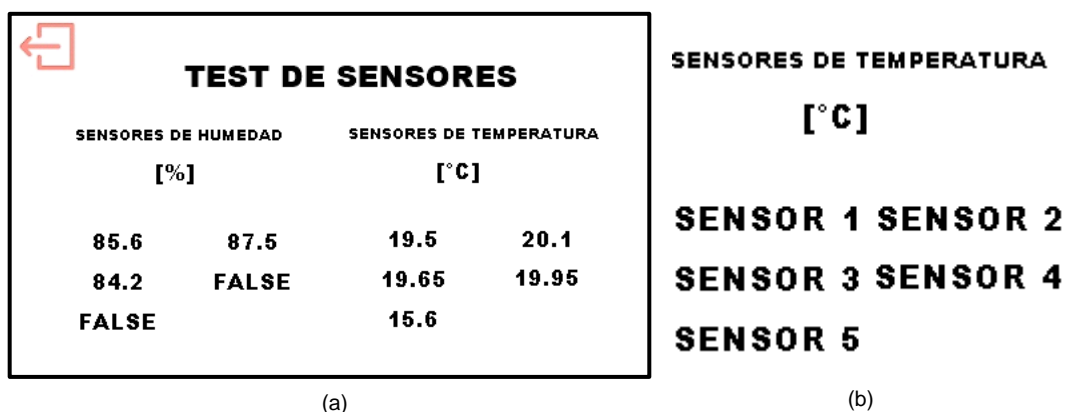 TEST DE SENSORES
SENSORES DE HUMEDAD SENSORES DE TEMPERATURA
[%] [°C]
85.6 87.5 19.5 20.1
84.2 FALSE 19.65 19.95
FALSE 15.6
(a)
SENSORES DE TEMPERATURA
[°C]
SENSOR 1 SENSOR 2
SENSOR 3 SENSOR 4
SENSOR 5
(b)